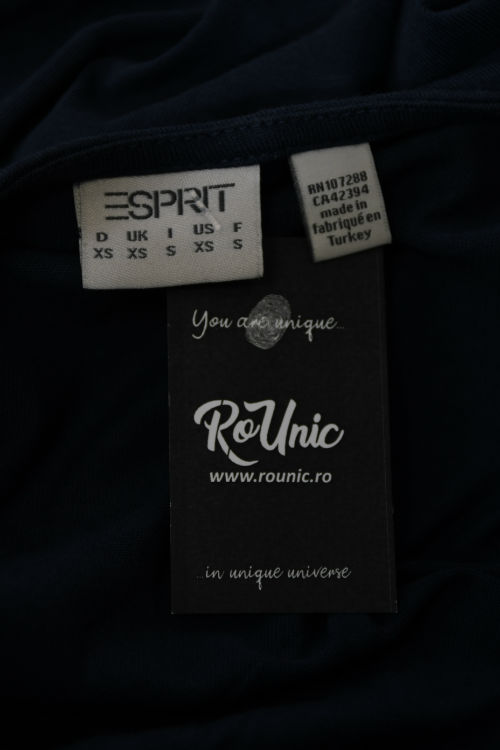 ESPRIT
D UK I US F
XS XS S XS S
RN107288
CA42394
made in
fabriqué en
Turkey
You are unique...
RoUnic
www.rounic.ro
...in unique universe